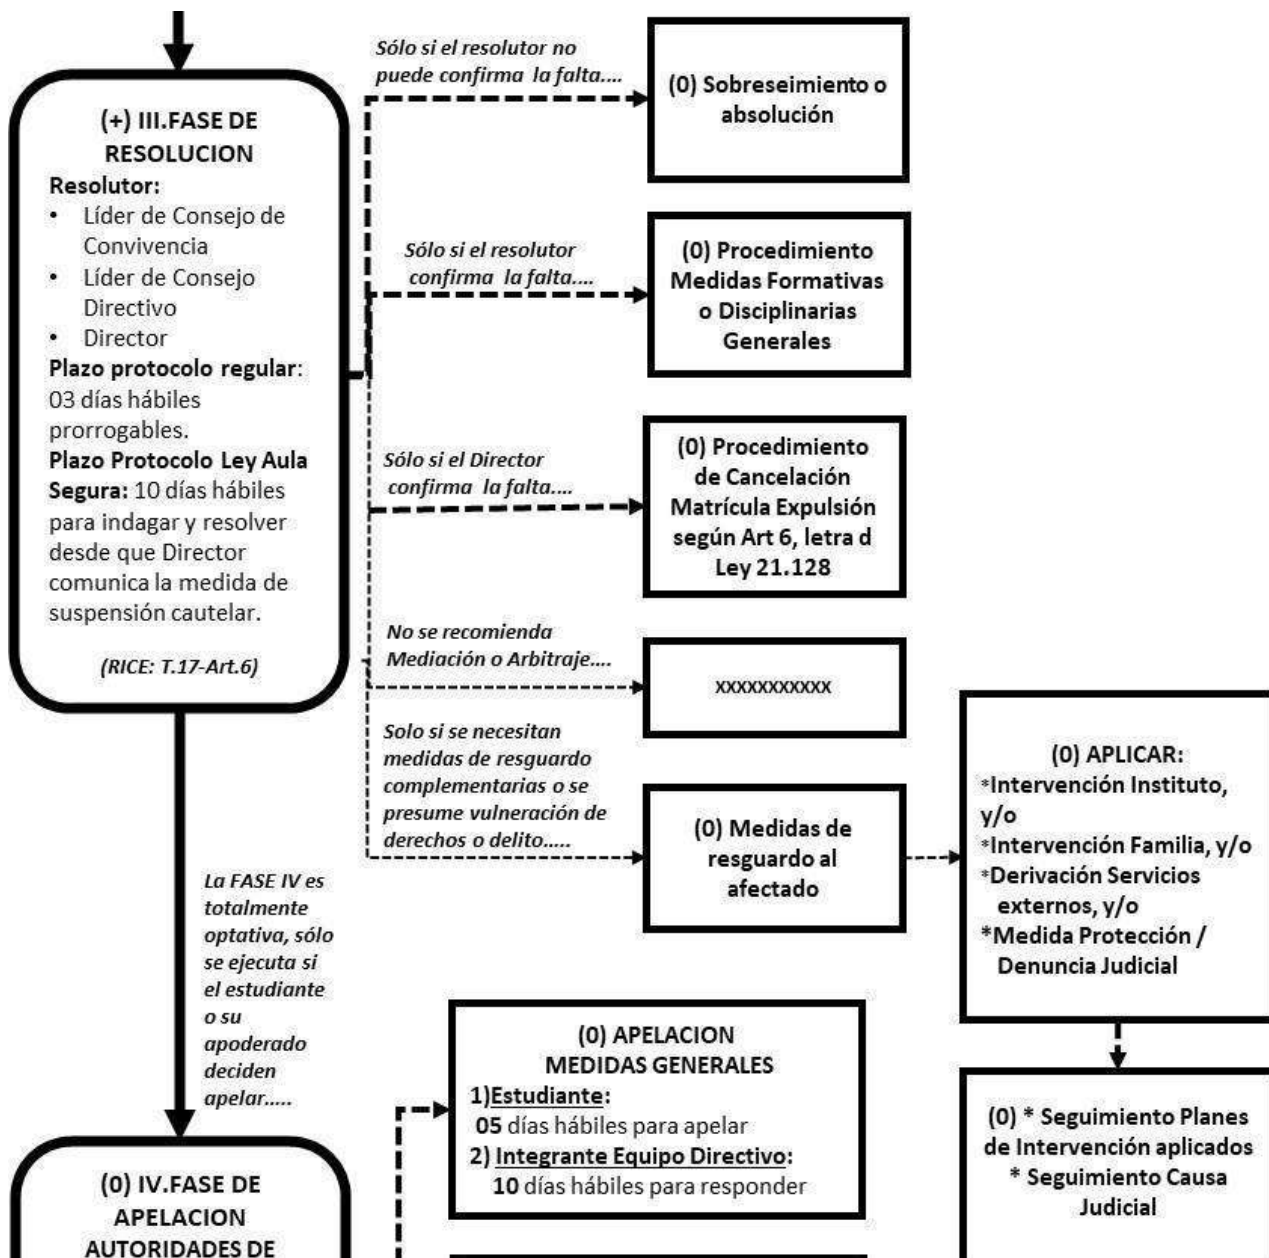 (+) III.FASE DE
RESOLUCION
Resolutor:
• Líder de Consejo de
Convivencia
• Líder de Consejo
Directivo
• Director
Plazo protocolo regular:
03 días hábiles
prorrogables.
Plazo Protocolo Ley Aula
Segura: 10 días hábiles
para indagar y resolver
desde que Director
comunica la medida de
suspensión cautelar.
(RICE: T.17-Art.6)
Sólo si el resolutor no
puede confirma la falta....
(0) Sobreseimiento o
absolución
Sólo si el resolutor
confirma la falta....
(0) Procedimiento
Medidas Formativas
o Disciplinarias
Generales
Sólo si el Director
confirma la falta....
(0) Procedimiento
de Cancelación
Matrícula Expulsión
según Art 6, letra d
Ley 21.128
No se recomienda
Mediación o Arbitraje....
XXXXXXXXXXX
Solo si se necesitan
medidas de resguardo
complementarias o se
presume vulneración de
derechos o delito.....
(0) Medidas de
resguardo al
afectado
(0) APLICAR:
*Intervención Instituto,
y/o
*Intervención Familia, y/o
*Derivación Servicios
externos, y/o
*Medida Protección /
Denuncia Judicial
(0) * Seguimiento Planes
de Intervención aplicados
* Seguimiento Causa
Judicial
La FASE IV es
totalmente
optativa, sólo
se ejecuta si
el estudiante
o su
apoderado
deciden
apelar.....
(0) IV.FASE DE
APELACION
AUTORIDADES DE
(0) APELACION
MEDIDAS GENERALES
1)Estudiante:
05 días hábiles para apelar
2) Integrante Equipo Directivo:
10 días hábiles para responder